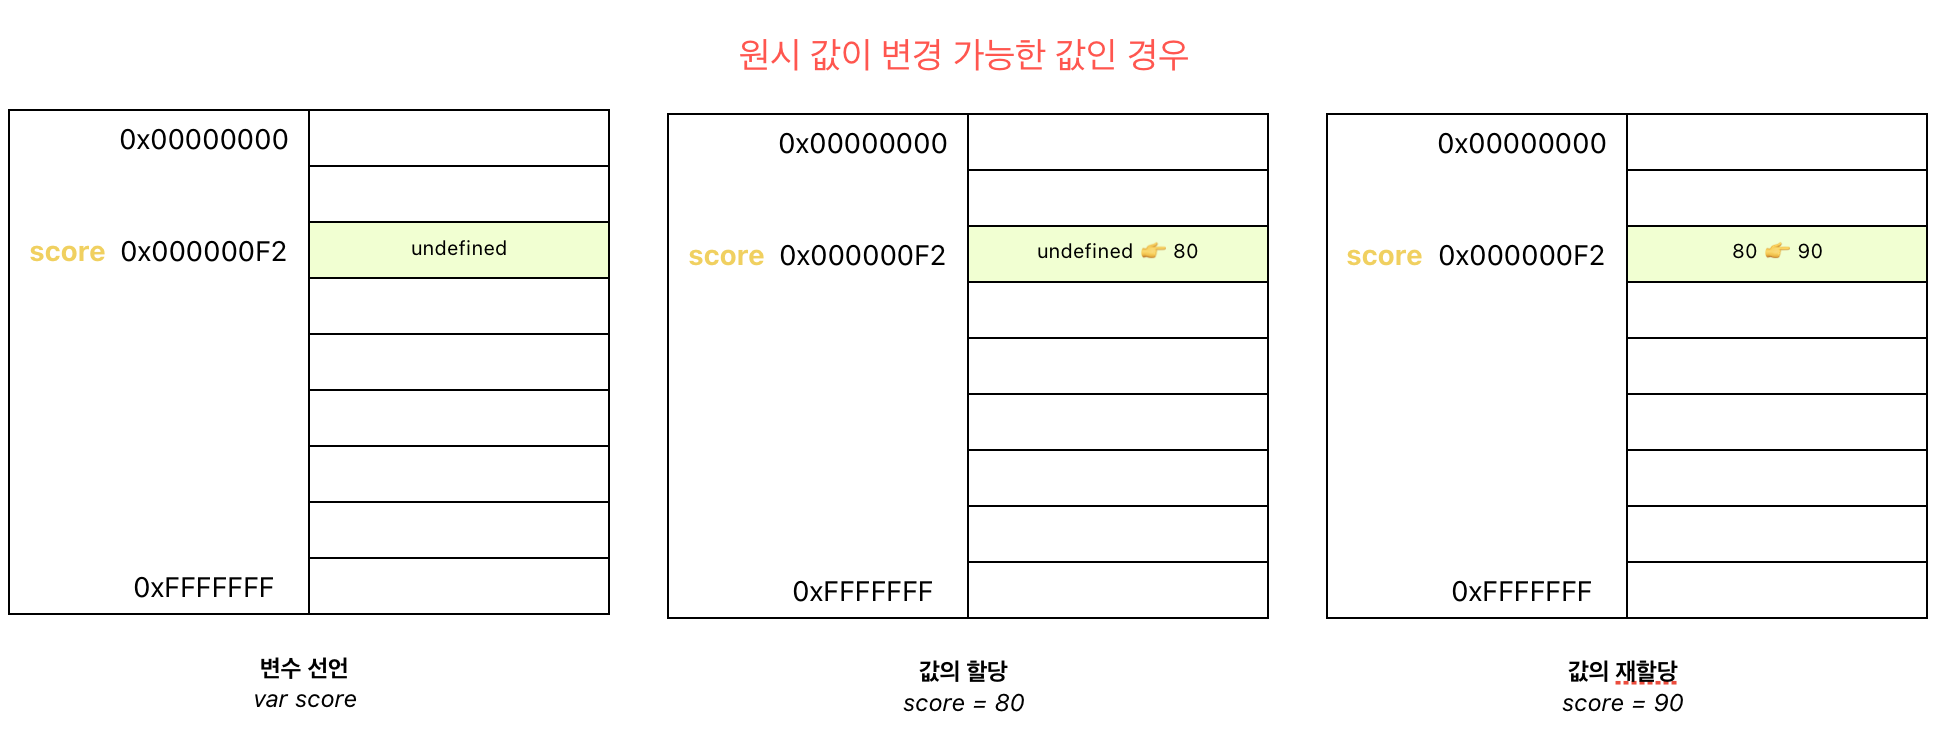 원시 값이 변경 가능한 값인 경우
0x00000000
score 0x000000F2 undefined
0xFFFFFFF
변수 선언
var score
0x00000000
score 0x000000F2 undefined 👉 80
0xFFFFFFF
값의 할당
score = 80
0x00000000
score 0x000000F2 80 👉 90
0xFFFFFFF
값의 재할당
score = 90